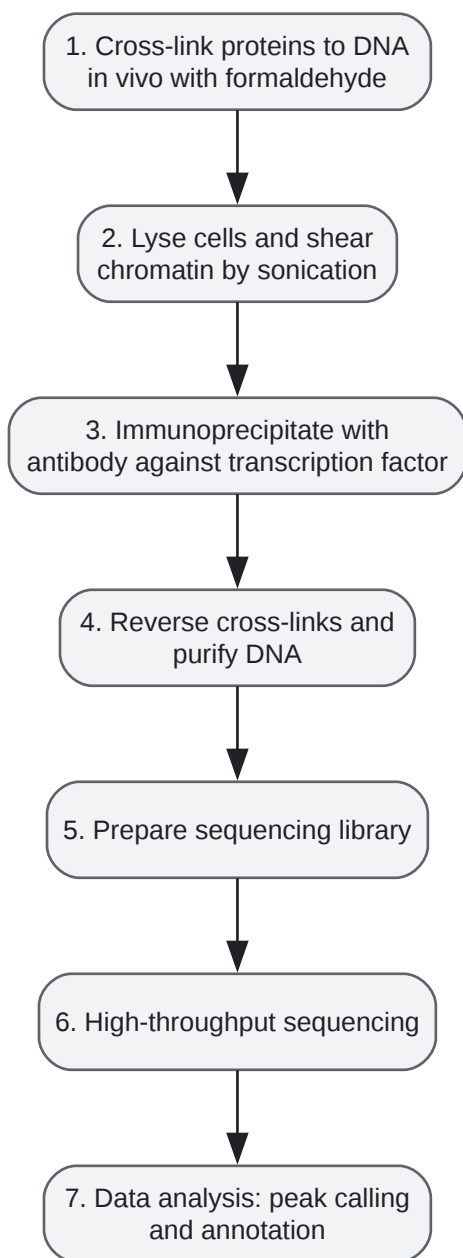 1. Cross-link proteins to DNA
in vivo with formaldehyde
2. Lyse cells and shear
chromatin by sonication
3. Immunoprecipitate with
antibody against transcription factor
4. Reverse cross-links and
purify DNA
5. Prepare sequencing library
6. High-throughput sequencing
7. Data analysis: peak calling
and annotation